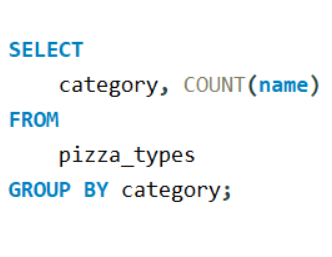 SELECT
    category, COUNT(name)
FROM
    pizza_types
GROUP BY category;